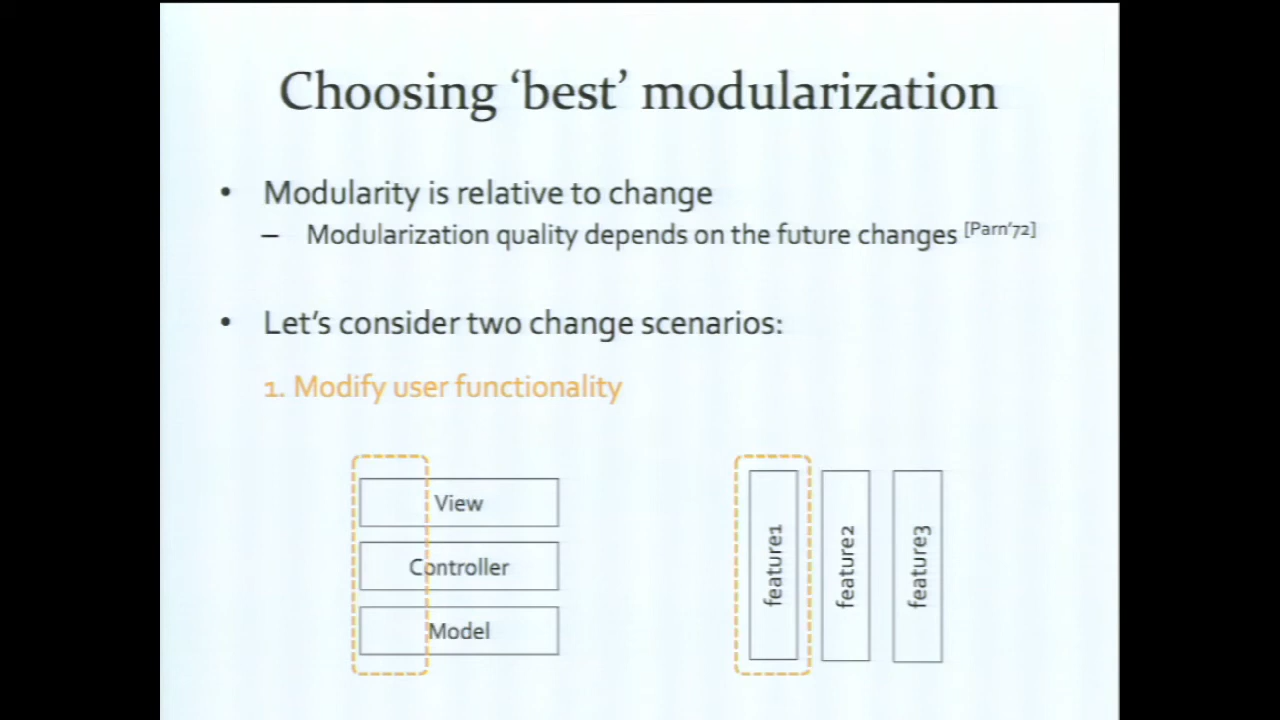 Choosing ‘best’ modularization
• Modularity is relative to change
– Modularization quality depends on the future changes [Parn’72]
• Let’s consider two change scenarios:
1. Modify user functionality
View
Controller
Model
feature1
feature2
feature3